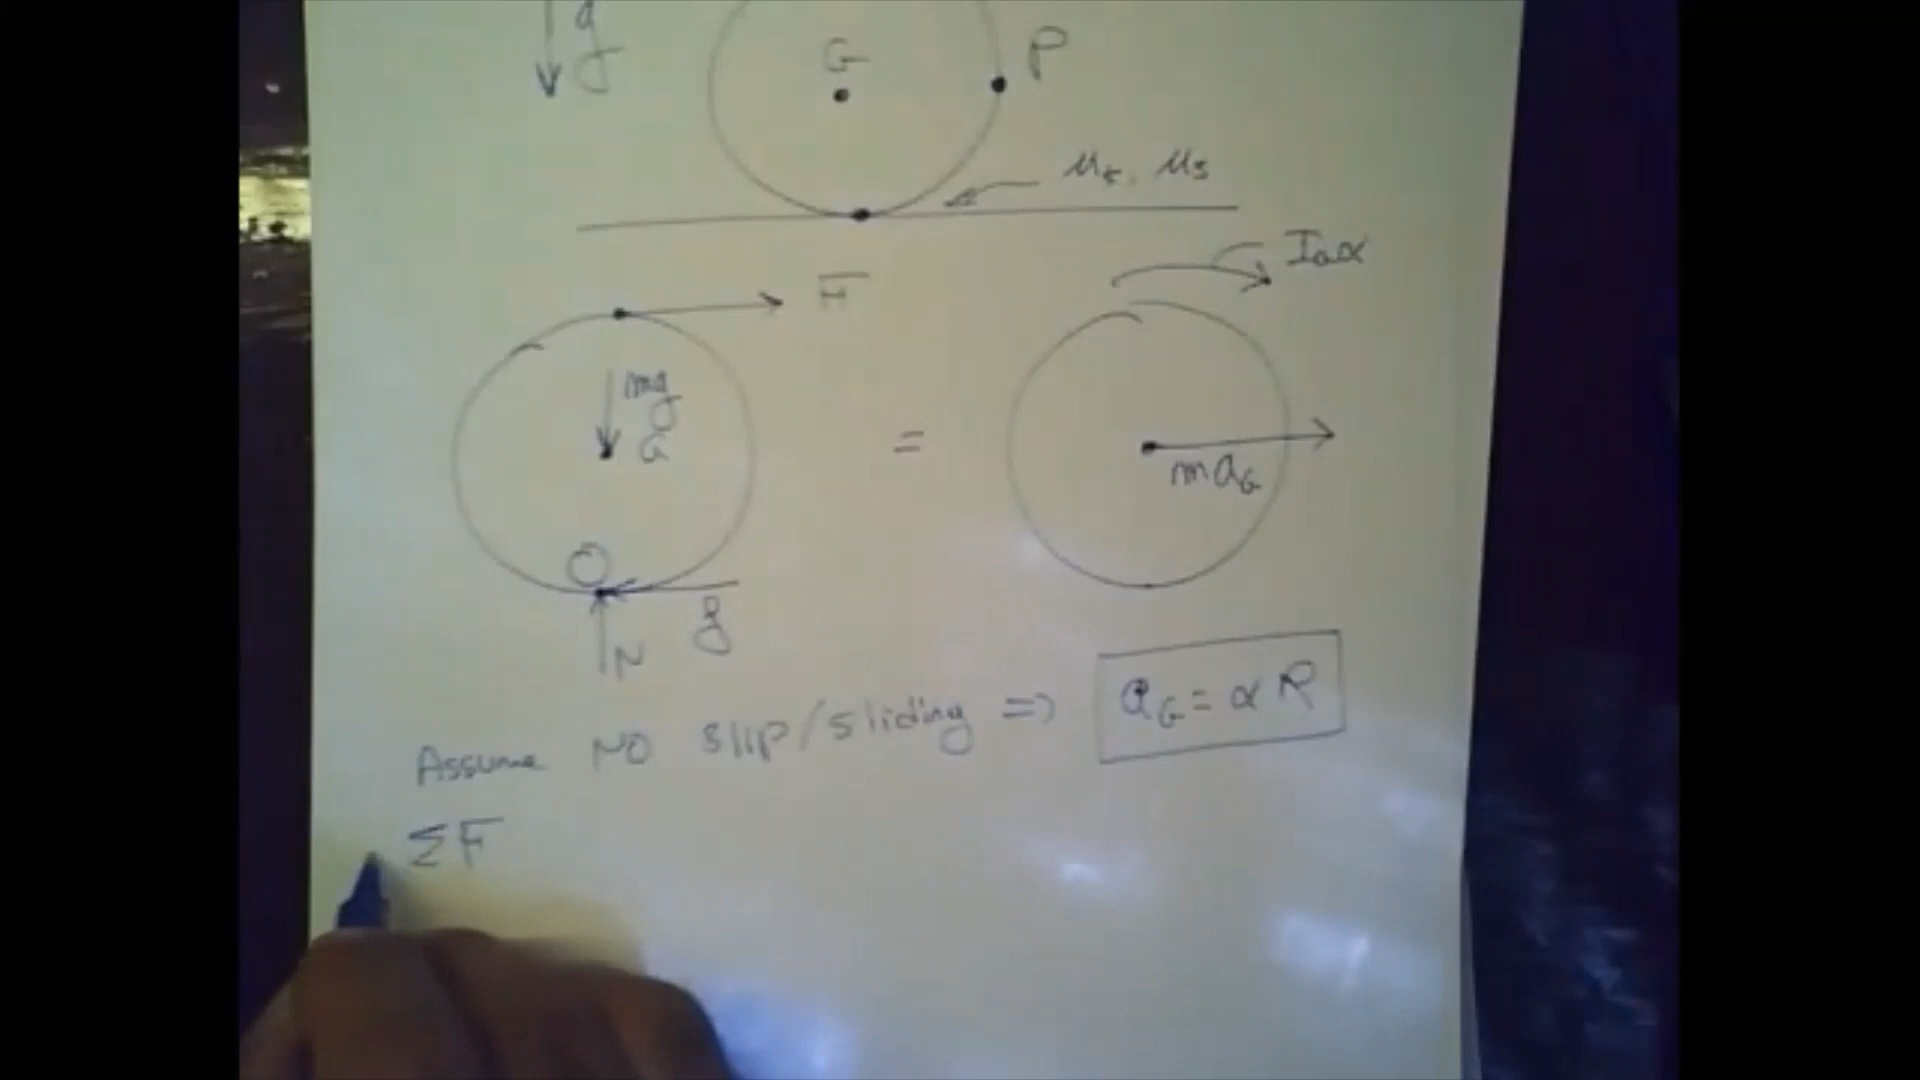 g
G
P
μk, μs
F
IGα
mg
G
=
maG
O
f
N
Assume NO slip/sliding => aG = α R
ΣF